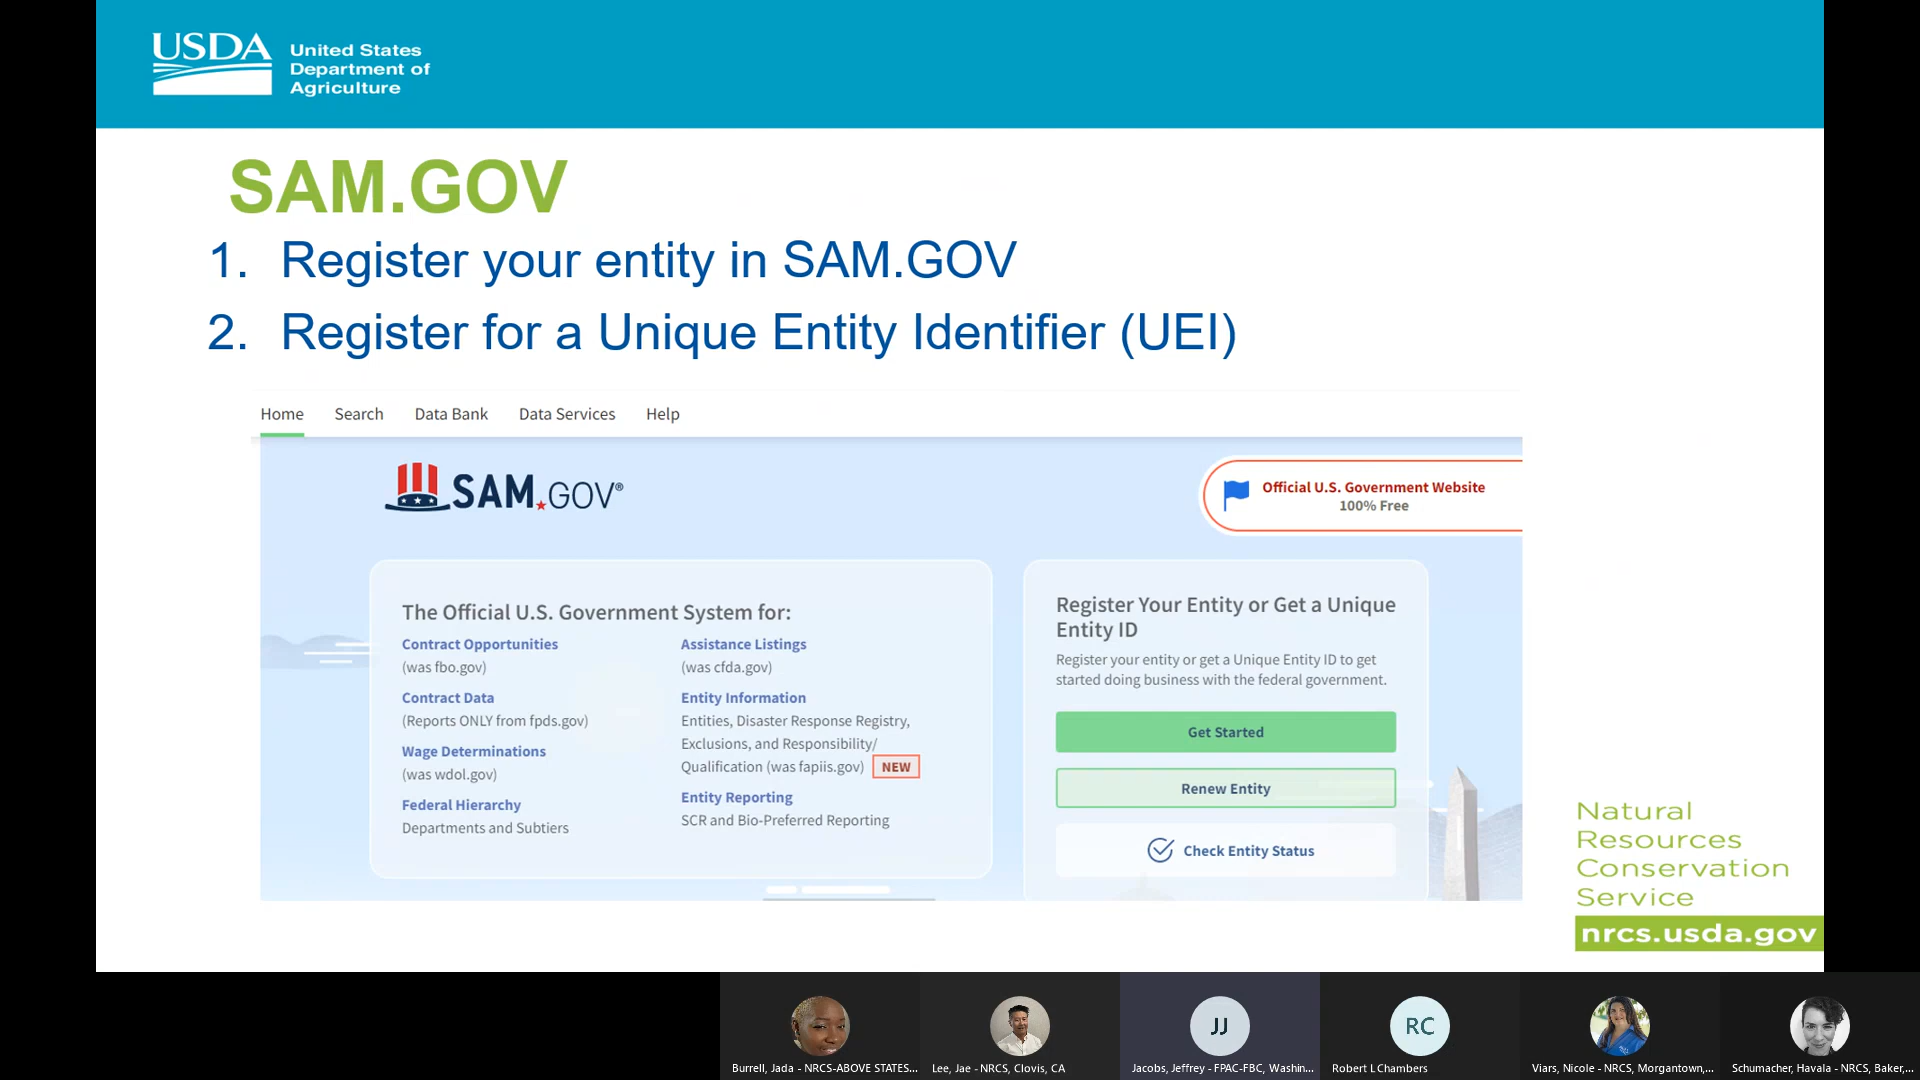 USDA
United States
Department of
Agriculture
SAM.GOV
1. Register your entity in SAM.GOV
2. Register for a Unique Entity Identifier (UEI)
Home Search Data Bank Data Services Help
SAM.GOV®
Official U.S. Government Website
100% Free
The Official U.S. Government System for:
Contract Opportunities
(was fbo.gov)
Contract Data
(Reports ONLY from fpds.gov)
Wage Determinations
(was wdol.gov)
Federal Hierarchy
Departments and Subtiers
Assistance Listings
(was cfda.gov)
Entity Information
Entities, Disaster Response Registry,
Exclusions, and Responsibility/
Qualification (was fapiis.gov) NEW
Entity Reporting
SCR and Bio-Preferred Reporting
Register Your Entity or Get a Unique
Entity ID
Register your entity or get a Unique Entity ID to get
started doing business with the federal government.
Get Started
Renew Entity
Check Entity Status
Natural
Resources
Conservation
Service
nrcs.usda.gov
JJ
RC
Burrell, Jada - NRCS-ABOVE STATES...
Lee, Jae - NRCS, Clovis, CA
Jacobs, Jeffrey - FPAC-FBC, Washin...
Robert L Chambers
Viars, Nicole - NRCS, Morgantown,...
Schumacher, Havala - NRCS, Baker,...